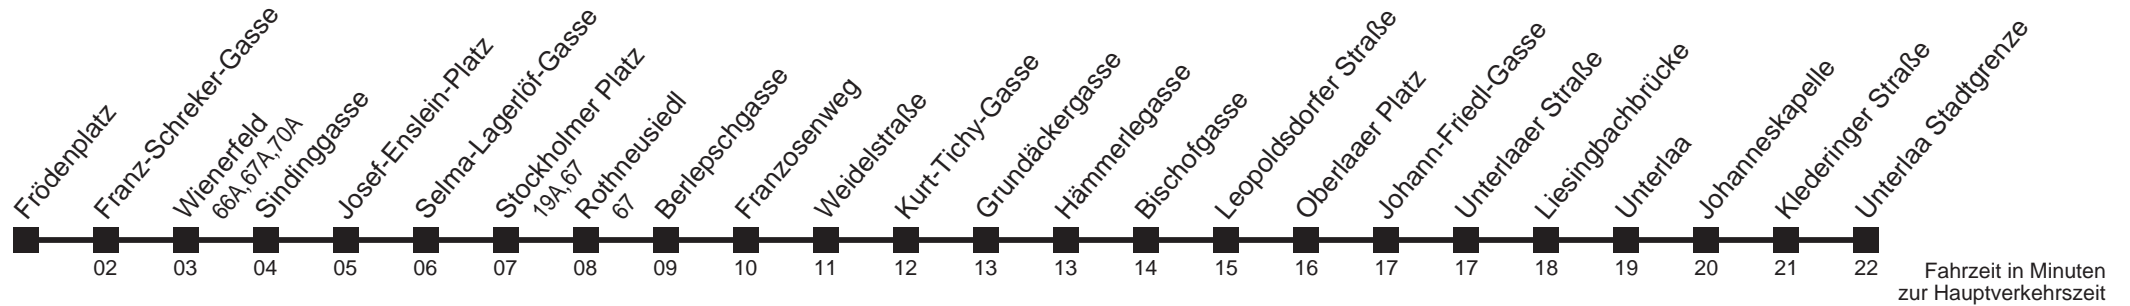 Frödenplatz
Franz-Schreker-Gasse
Wienerfeld
66A,67A,70A
Sindinggasse
Josef-Enslein-Platz
Selma-Lagerlöf-Gasse
Stockholmer Platz
19A,67
Rothneusiedl
67
Berlepschgasse
Franzosenweg
Weidelstraße
Kurt-Tichy-Gasse
Grundäckergasse
Hämmerlegasse
Bischofgasse
Leopoldsdorfer Straße
Oberlaaer Platz
Johann-Friedl-Gasse
Unterlaaer Straße
Liesingbachbrücke
Unterlaa
Johanneskapelle
Klederinger Straße
Unterlaa Stadtgrenze
02 03 04 05 06 07 08 09 10 11 12 13 13 14 15 16 17 17 18 19 20 21 22
Fahrzeit in Minuten
zur Hauptverkehrszeit